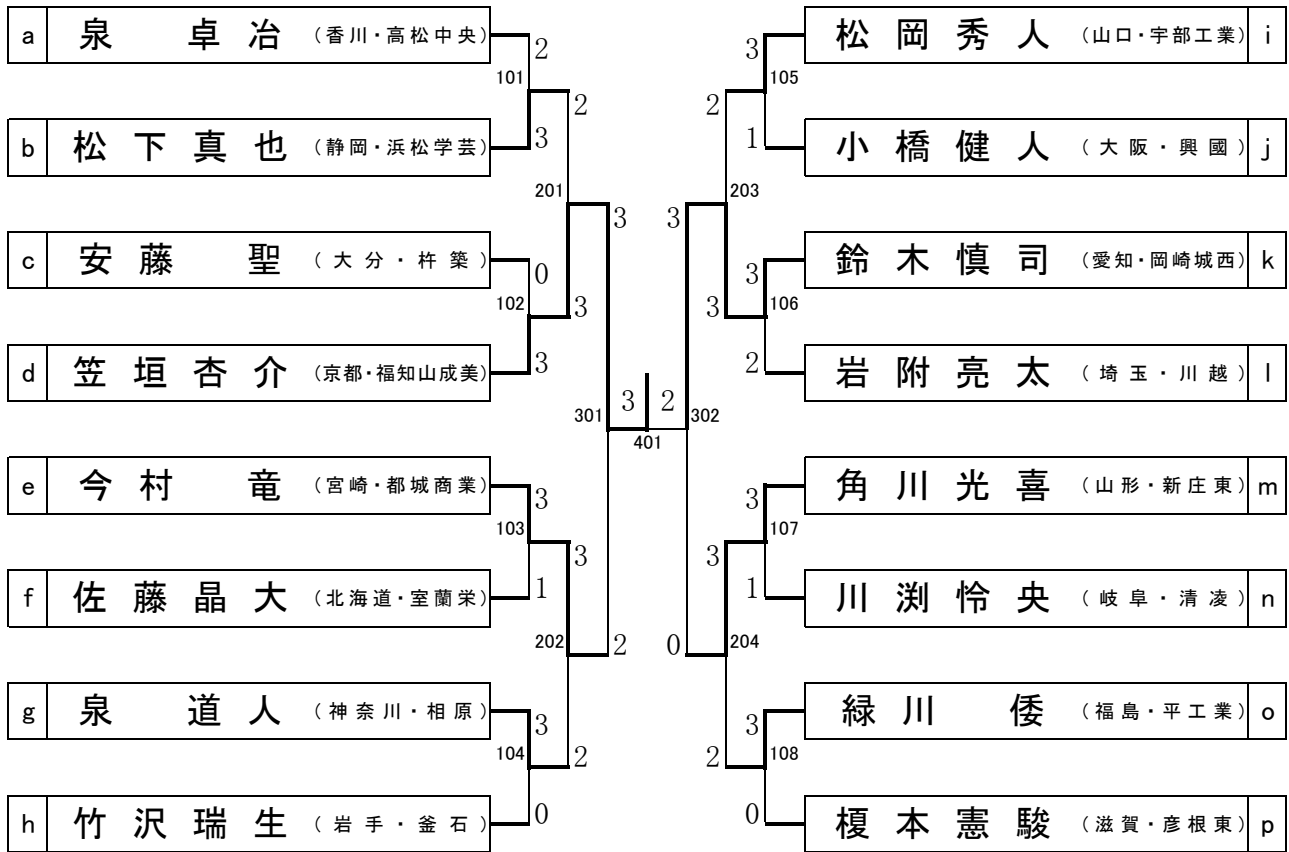 a 泉 卓 冶 (香川・高松中央)
2
101
2
3
b 松 下 真 也 (静岡・浜松学芸)
201
3
c 安 藤 聖 (大分・杵築)
0
102
3
3
d 笠 垣 杏 介 (京都・福知山成美)
301
3
e 今 村 竜 (宮崎・都城商業)
3
103
3
1
f 佐 藤 晶 大 (北海道・室蘭栄)
202
2
g 泉 道 人 (神奈川・相原)
3
104
2
0
h 竹 沢 瑞 生 (岩手・釜石)
401
2
松 岡 秀 人 (山口・宇部工業) i
3
105
2
1
小 橋 健 人 (大阪・興國) j
203
3
鈴 木 慎 司 (愛知・岡崎城西) k
3
106
3
2
岩 附 亮 太 (埼玉・川越) l
302
角 川 光 喜 (山形・新庄東) m
3
107
3
1
川 渕 怜 央 (岐阜・清凌) n
204
0
緑 川 倭 (福島・平工業) o
3
108
2
0
榎 本 憲 駿 (滋賀・彦根東) p